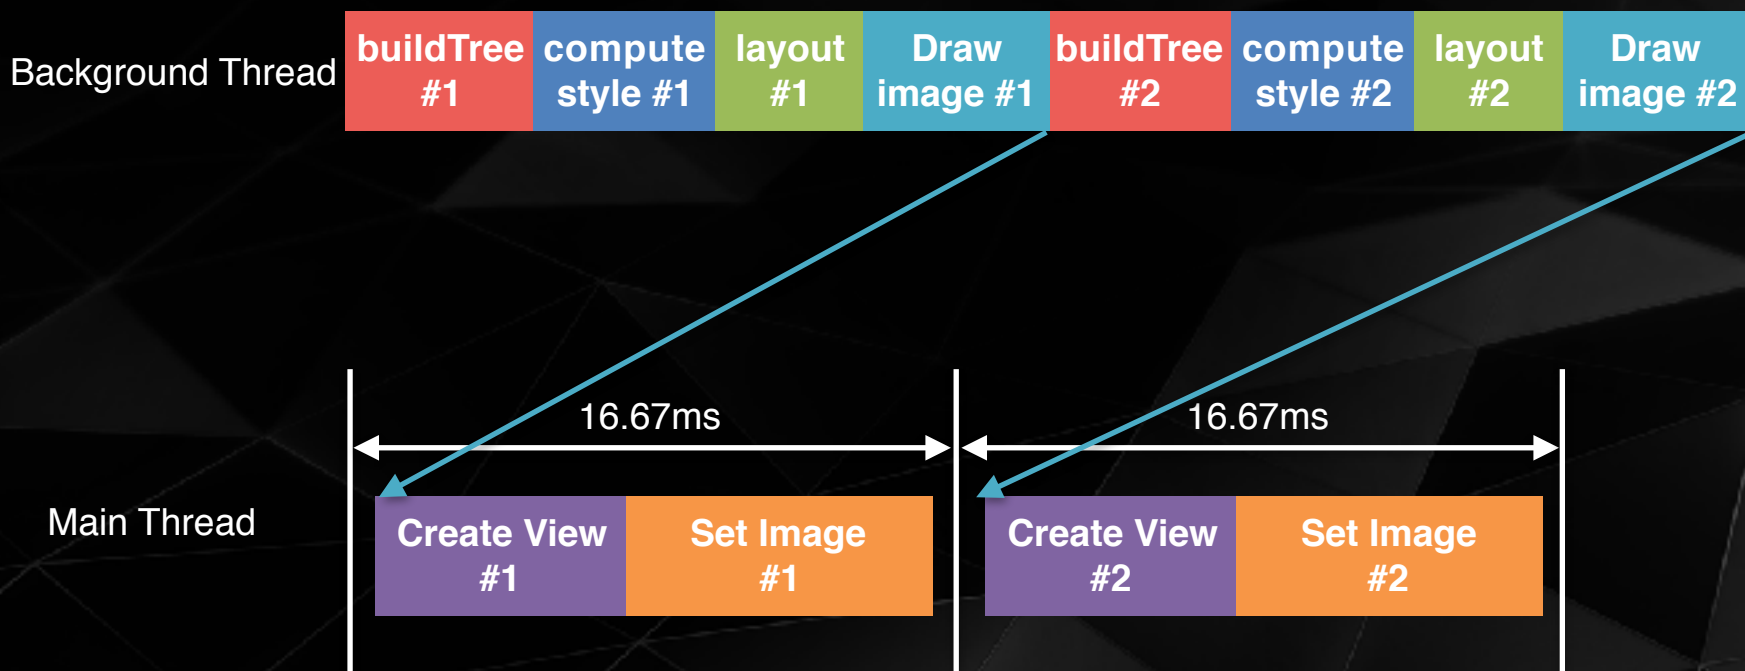 Background Thread
buildTree
#1
compute
style #1
layout
#1
Draw
image #1
buildTree
#2
compute
style #2
layout
#2
Draw
image #2
16.67ms
16.67ms
Main Thread
Create View
#1
Set Image
#1
Create View
#2
Set Image
#2